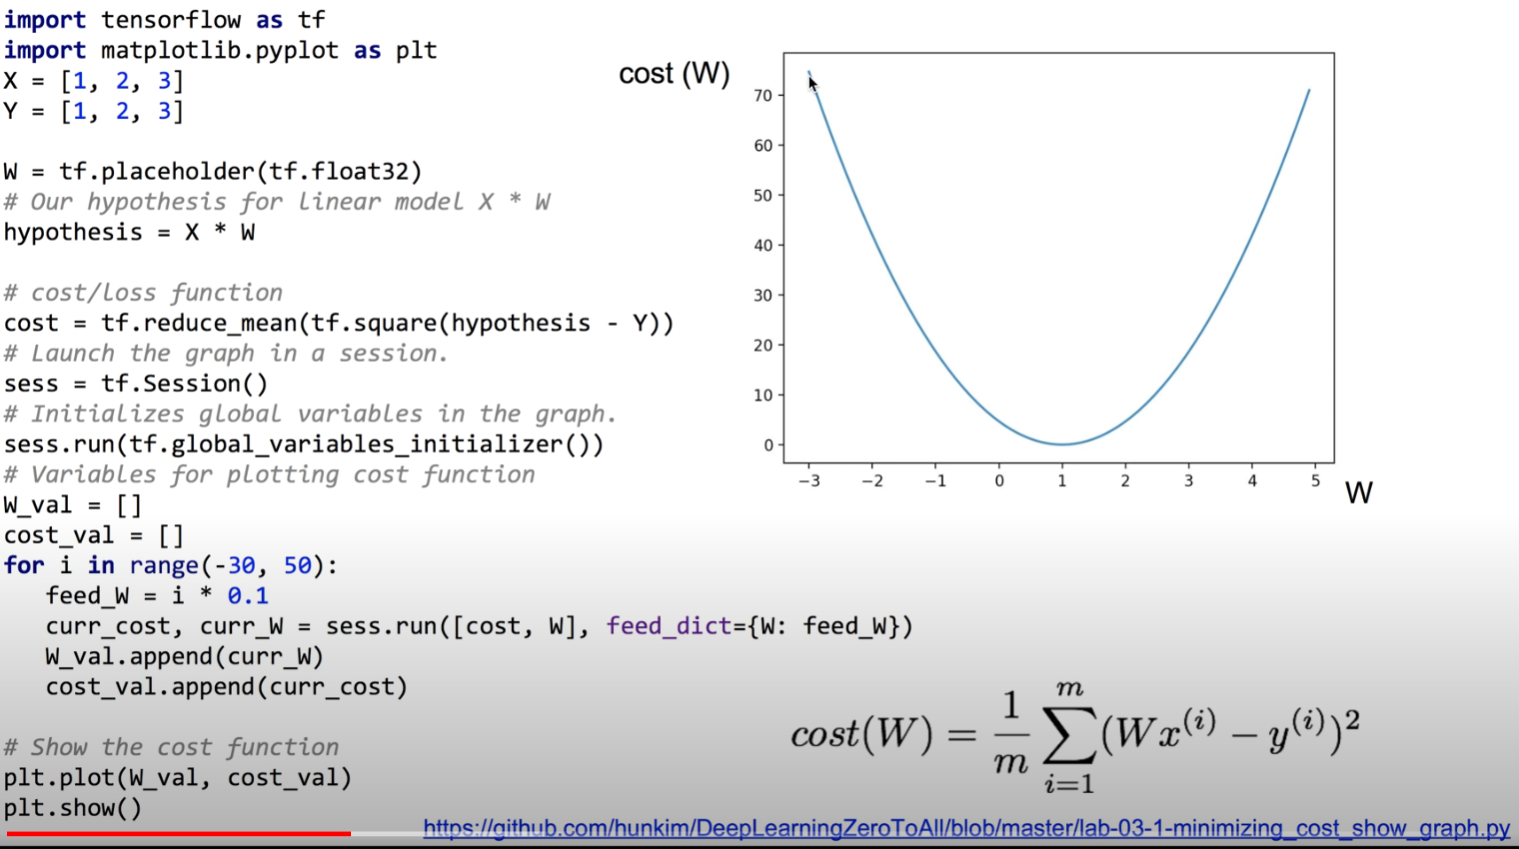 import tensorflow as tf
import matplotlib.pyplot as plt
X = [1, 2, 3]
Y = [1, 2, 3]
W = tf.placeholder(tf.float32)
# Our hypothesis for linear model X * W
hypothesis = X * W
# cost/loss function
cost = tf.reduce_mean(tf.square(hypothesis - Y))
# Launch the graph in a session.
sess = tf.Session()
# Initializes global variables in the graph.
sess.run(tf.global_variables_initializer())
# Variables for plotting cost function
W_val = []
cost_val = []
for i in range(-30, 50):
   feed_W = i * 0.1
   curr_cost, curr_W = sess.run([cost, W], feed_dict={W: feed_W})
   W_val.append(curr_W)
   cost_val.append(curr_cost)
# Show the cost function
plt.plot(W_val, cost_val)
plt.show()
cost (W)
70
60
50
40
30
20
10
0
−3 −2 −1 0 1 2 3 4 5
W
cost(W) = \frac{1}{m} \sum_{i=1}^{m} (Wx^{(i)} − y^{(i)})^2
https://github.com/hunkim/DeepLearningZeroToAll/blob/master/lab-03-1-minimizing_cost_show_graph.py